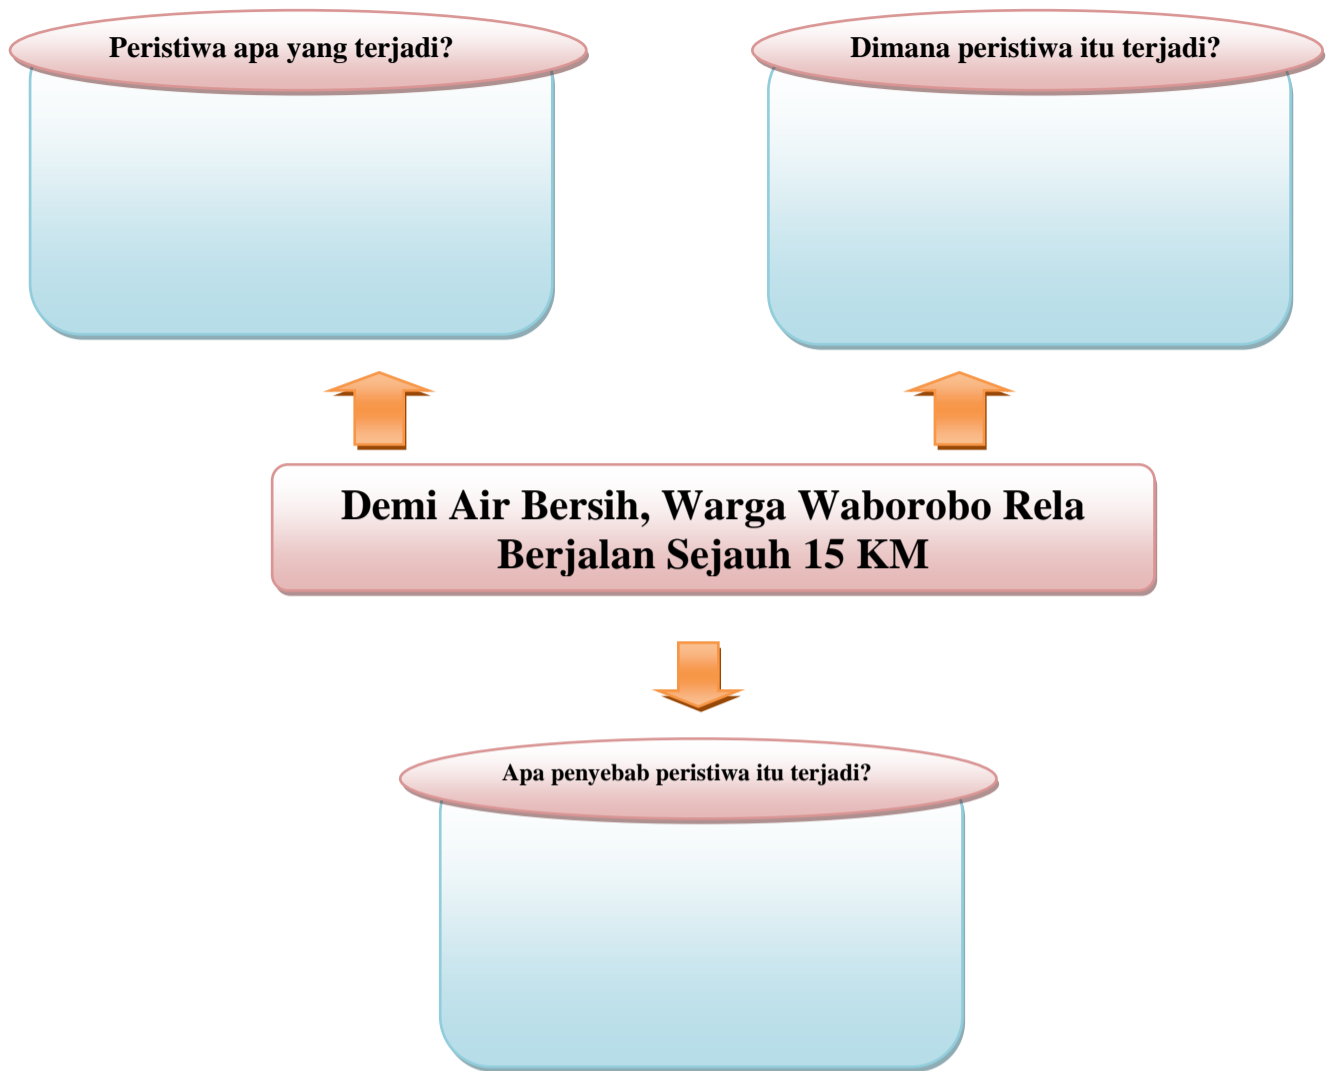 Peristiwa apa yang terjadi?
Dimana peristiwa itu terjadi?
Demi Air Bersih, Warga Waborobo Rela
Berjalan Sejauh 15 KM
Apa penyebab peristiwa itu terjadi?